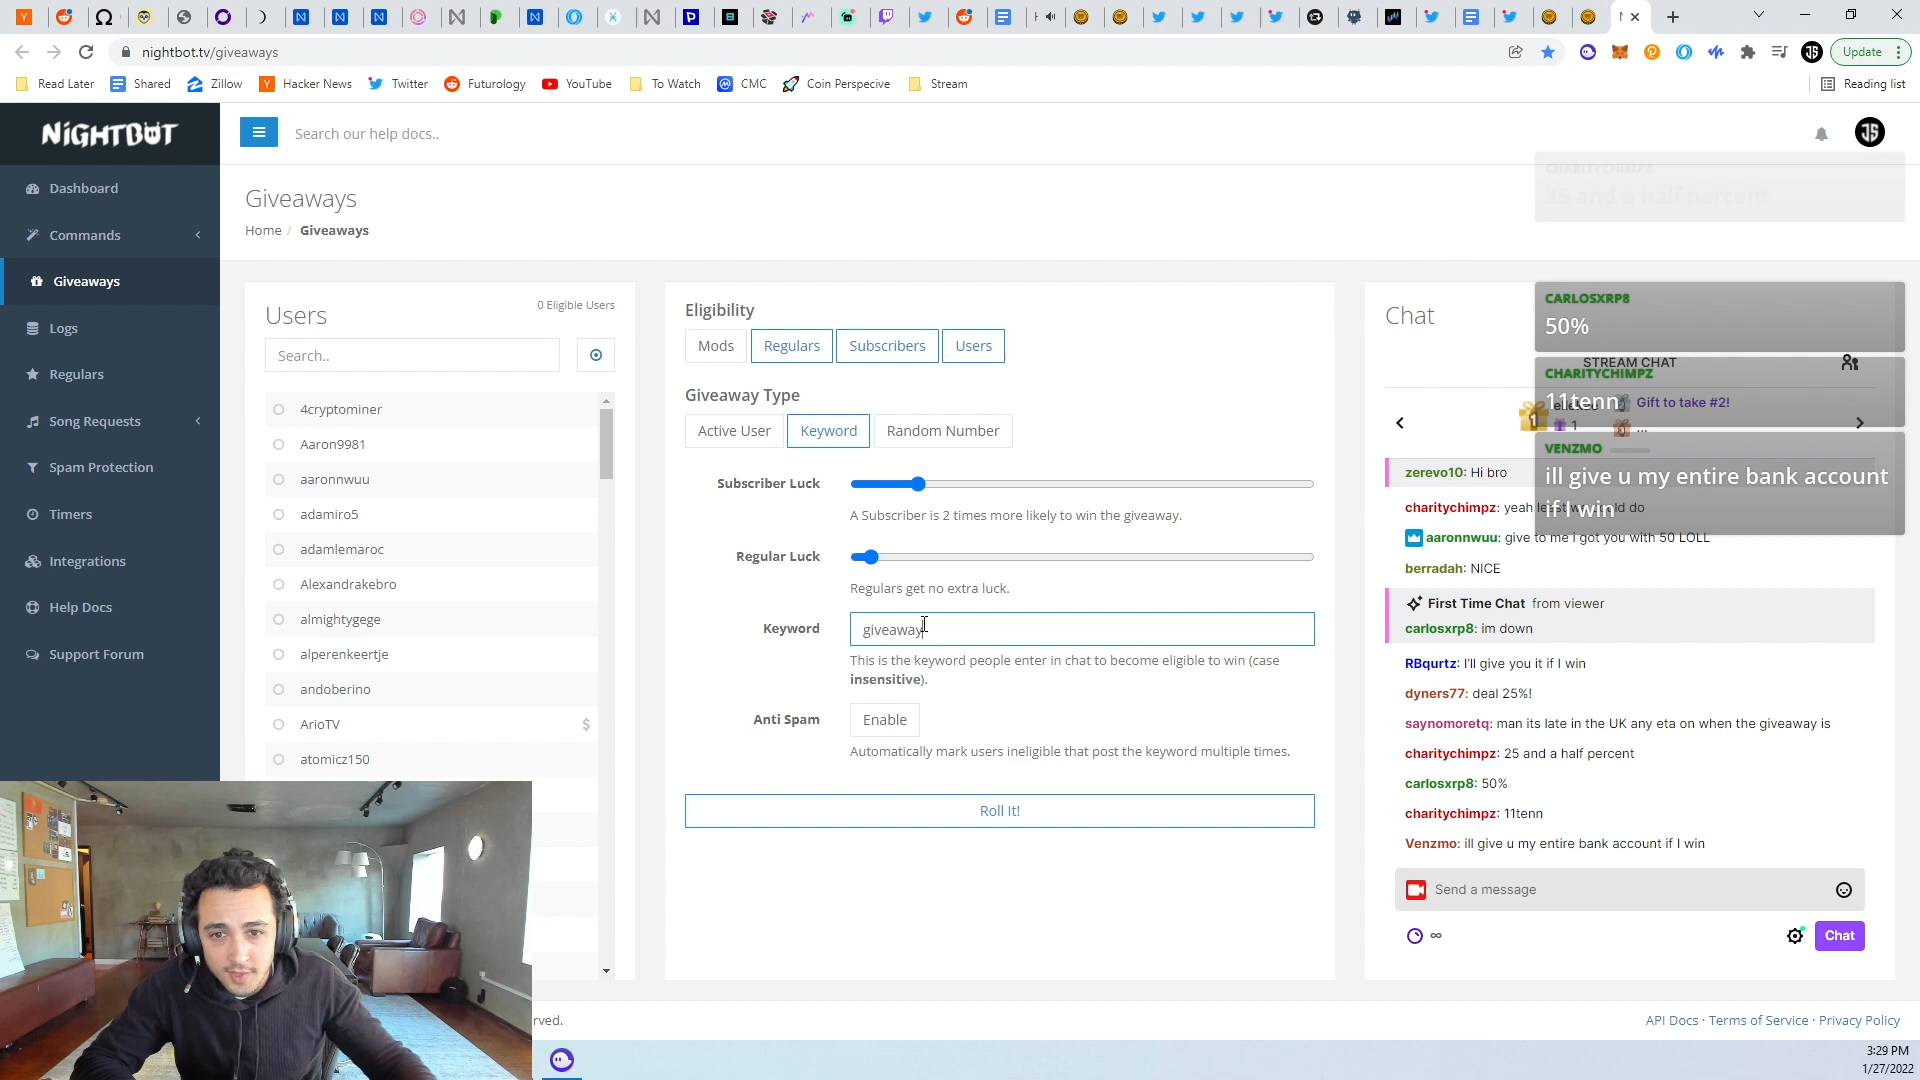 nightbot.tv/giveaways
Update
Read Later
Shared
Zillow
Hacker News
Twitter
Futurology
YouTube
To Watch
CMC
Coin Perspecive
Stream
Reading list
NIGHTBOT
Search our help docs..
JS
Dashboard
Commands
Giveaways
Logs
Regulars
Song Requests
Spam Protection
Timers
Integrations
Help Docs
Support Forum
Giveaways
Home / Giveaways
Users
0 Eligible Users
Search..
4cryptominer
Aaron9981
aaronnwuu
adamiro5
adamlemaroc
Alexandrakebro
almightygege
alperenkeertje
andoberino
ArioTV $
atomicz150
Eligibility
Mods
Regulars
Subscribers
Users
Giveaway Type
Active User
Keyword
Random Number
Subscriber Luck
A Subscriber is 2 times more likely to win the giveaway.
Regular Luck
Regulars get no extra luck.
Keyword
giveaway
This is the keyword people enter in chat to become eligible to win (case
insensitive).
Anti Spam
Enable
Automatically mark users ineligible that post the keyword multiple times.
Roll It!
Chat
CHARITYCHIMPZ
25 and a half percent
CARLOSXRP8
50%
STREAM CHAT
CHARITYCHIMPZ
11tenn
Gift to take #2!
1
VENZMO
ill give u my entire bank account
if I win
zerevo10: Hi bro
charitychimpz: yeah do
aaronnwuu: give to me i got you with 50 LOLL
berradah: NICE
First Time Chat from viewer
carlosxrp8: im down
RBqurtz: I'll give you it if I win
dyners77: deal 25%!
saynomoretq: man its late in the UK any eta on when the giveaway is
charitychimpz: 25 and a half percent
carlosxrp8: 50%
charitychimpz: 11tenn
Venzmo: ill give u my entire bank account if I win
Send a message
∞
Chat
rved.
API Docs · Terms of Service · Privacy Policy
3:29 PM
1/27/2022